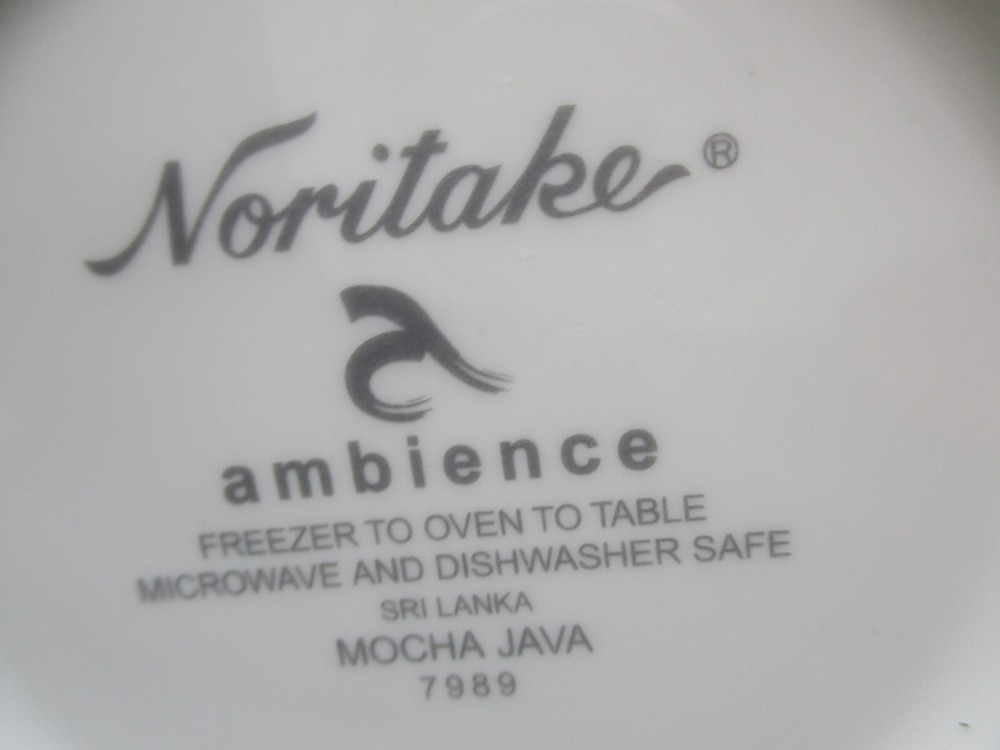 Noritake®
ambience
FREEZER TO OVEN TO TABLE
MICROWAVE AND DISHWASHER SAFE
SRI LANKA
MOCHA JAVA
7989